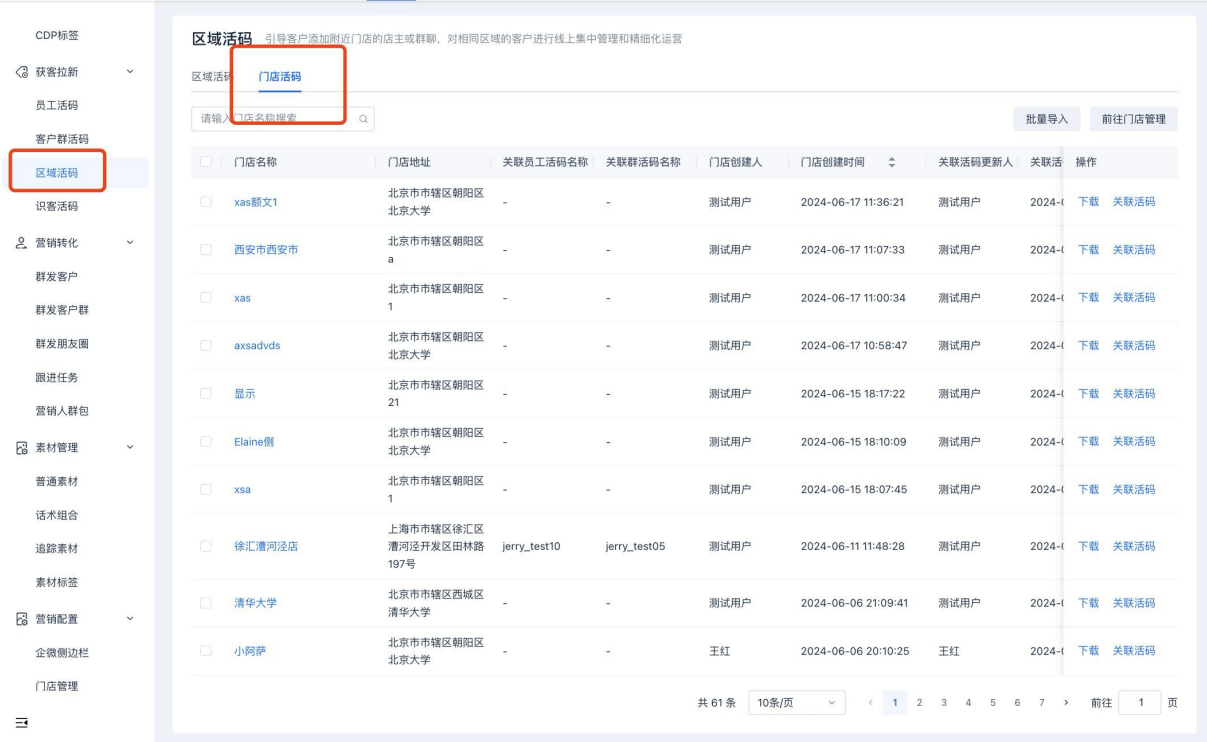 CDP标签
获客拉新
员工活码
客户群活码
区域活码
识客活码
营销转化
群发客户
群发客户群
群发朋友圈
跟进任务
营销人群包
素材管理
普通素材
话术组合
追踪素材
素材标签
营销配置
企微侧边栏
门店管理
区域活码 引导客户添加附近门店的店主或群聊，对相同区域的客户进行线上集中管理和精细化运营
区域活码 门店活码
请输入门店名称搜索 批量导入 前往门店管理
门店名称 门店地址 关联员工活码名称 关联群活码名称 门店创建人 门店创建时间 关联活码更新人 关联活 操作
xas额文1 北京市市辖区朝阳区 - - 测试用户 2024-06-17 11:36:21 测试用户 2024- 下载 关联活码
北京大学
西安市西安市 北京市市辖区朝阳区 - - 测试用户 2024-06-17 11:07:33 测试用户 2024- 下载 关联活码
a
xas 北京市市辖区朝阳区 - - 测试用户 2024-06-17 11:00:34 测试用户 2024- 下载 关联活码
1
axsadvds 北京市市辖区朝阳区 - - 测试用户 2024-06-17 10:58:47 测试用户 2024- 下载 关联活码
北京大学
显示 北京市市辖区朝阳区 - - 测试用户 2024-06-15 18:17:22 测试用户 2024- 下载 关联活码
21
Elaine侧 北京市市辖区朝阳区 - - 测试用户 2024-06-15 18:10:09 测试用户 2024- 下载 关联活码
北京大学
xsa 北京市市辖区朝阳区 - - 测试用户 2024-06-15 18:07:45 测试用户 2024- 下载 关联活码
1
上海市市辖区徐汇区
徐汇漕河泾店 漕河泾开发区田林路 jerry_test10 jerry_test05 测试用户 2024-06-11 11:48:28 测试用户 2024- 下载 关联活码
197号
清华大学 北京市市辖区西城区 - - 测试用户 2024-06-06 21:09:41 测试用户 2024- 下载 关联活码
清华大学
小阿萨 北京市市辖区朝阳区 - - 王红 2024-06-06 20:10:25 王红 2024- 下载 关联活码
北京大学
共 61 条 10条/页 1 2 3 4 5 6 7 前往 1 页